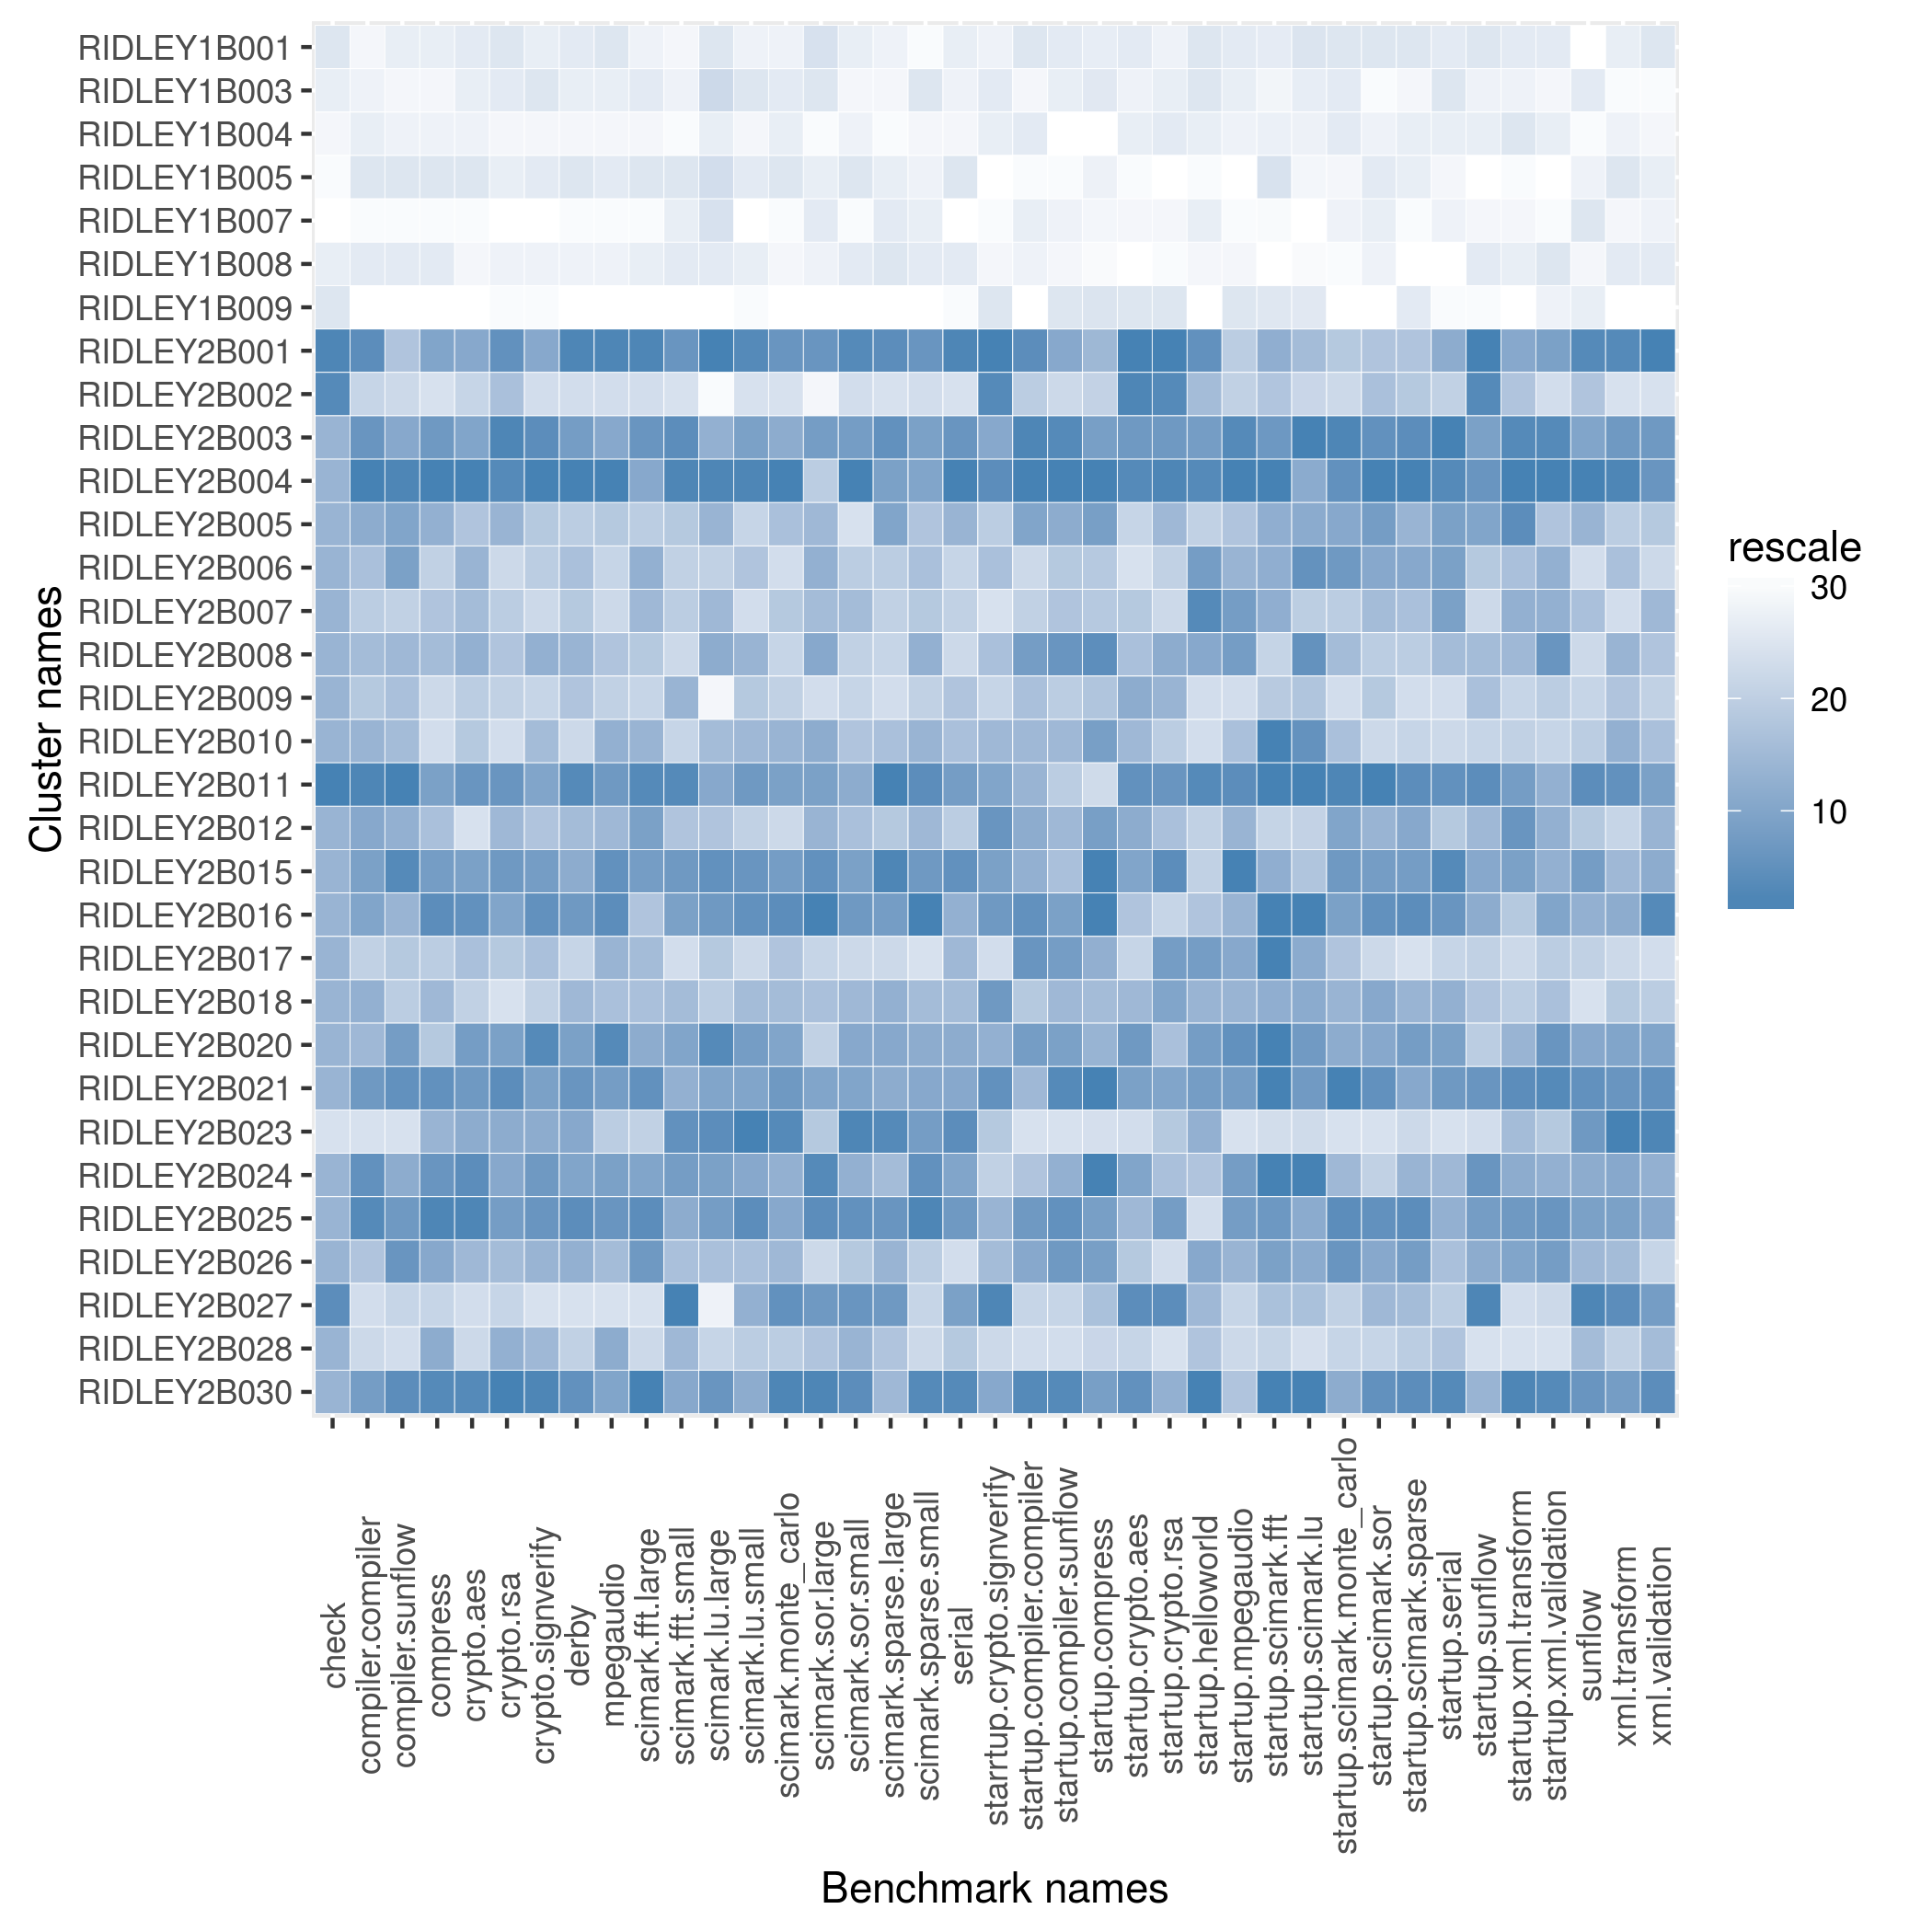 RIDLEY1B001
RIDLEY1B003
RIDLEY1B004
RIDLEY1B005
RIDLEY1B007
RIDLEY1B008
RIDLEY1B009
RIDLEY2B001
RIDLEY2B002
RIDLEY2B003
RIDLEY2B004
RIDLEY2B005
RIDLEY2B006
RIDLEY2B007
RIDLEY2B008
RIDLEY2B009
RIDLEY2B010
RIDLEY2B011
RIDLEY2B012
RIDLEY2B015
RIDLEY2B016
RIDLEY2B017
RIDLEY2B018
RIDLEY2B020
RIDLEY2B021
RIDLEY2B023
RIDLEY2B024
RIDLEY2B025
RIDLEY2B026
RIDLEY2B027
RIDLEY2B028
RIDLEY2B030
Cluster names
rescale
30
20
10
check
compiler.compiler
compiler.sunflow
compress
crypto.aes
crypto.rsa
crypto.signverify
derby
mpegaudio
scimark.fft.large
scimark.fft.small
scimark.lu.large
scimark.lu.small
scimark.monte_carlo
scimark.sor.large
scimark.sor.small
scimark.sparse.large
scimark.sparse.small
serial
starrtup.crypto.signverify
startup.compiler.compiler
startup.compiler.sunflow
startup.compress
startup.crypto.aes
startup.crypto.rsa
startup.helloworld
startup.mpegaudio
startup.scimark.fft
startup.scimark.lu
startup.scimark.monte_carlo
startup.scimark.sor
startup.scimark.sparse
startup.serial
startup.sunflow
startup.xml.transform
startup.xml.validation
sunflow
xml.transform
xml.validation
Benchmark names